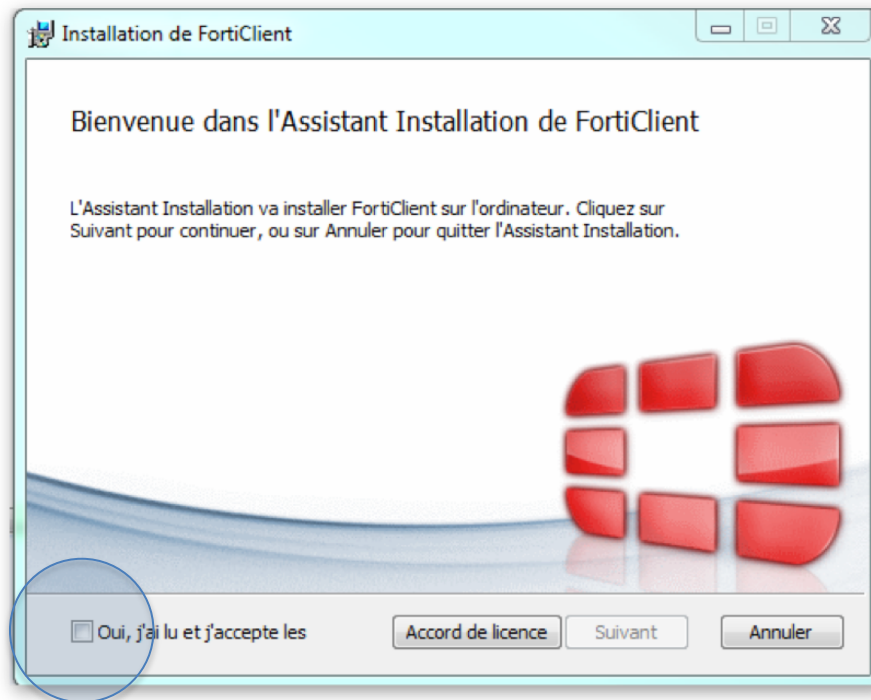 Installation de FortiClient
Bienvenue dans l'Assistant Installation de FortiClient
L'Assistant Installation va installer FortiClient sur l'ordinateur. Cliquez sur
Suivant pour continuer, ou sur Annuler pour quitter l'Assistant Installation.
Oui, j'ai lu et j'accepte les
Accord de licence
Suivant
Annuler